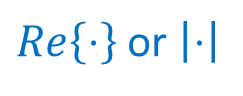 Re{·} or |·|